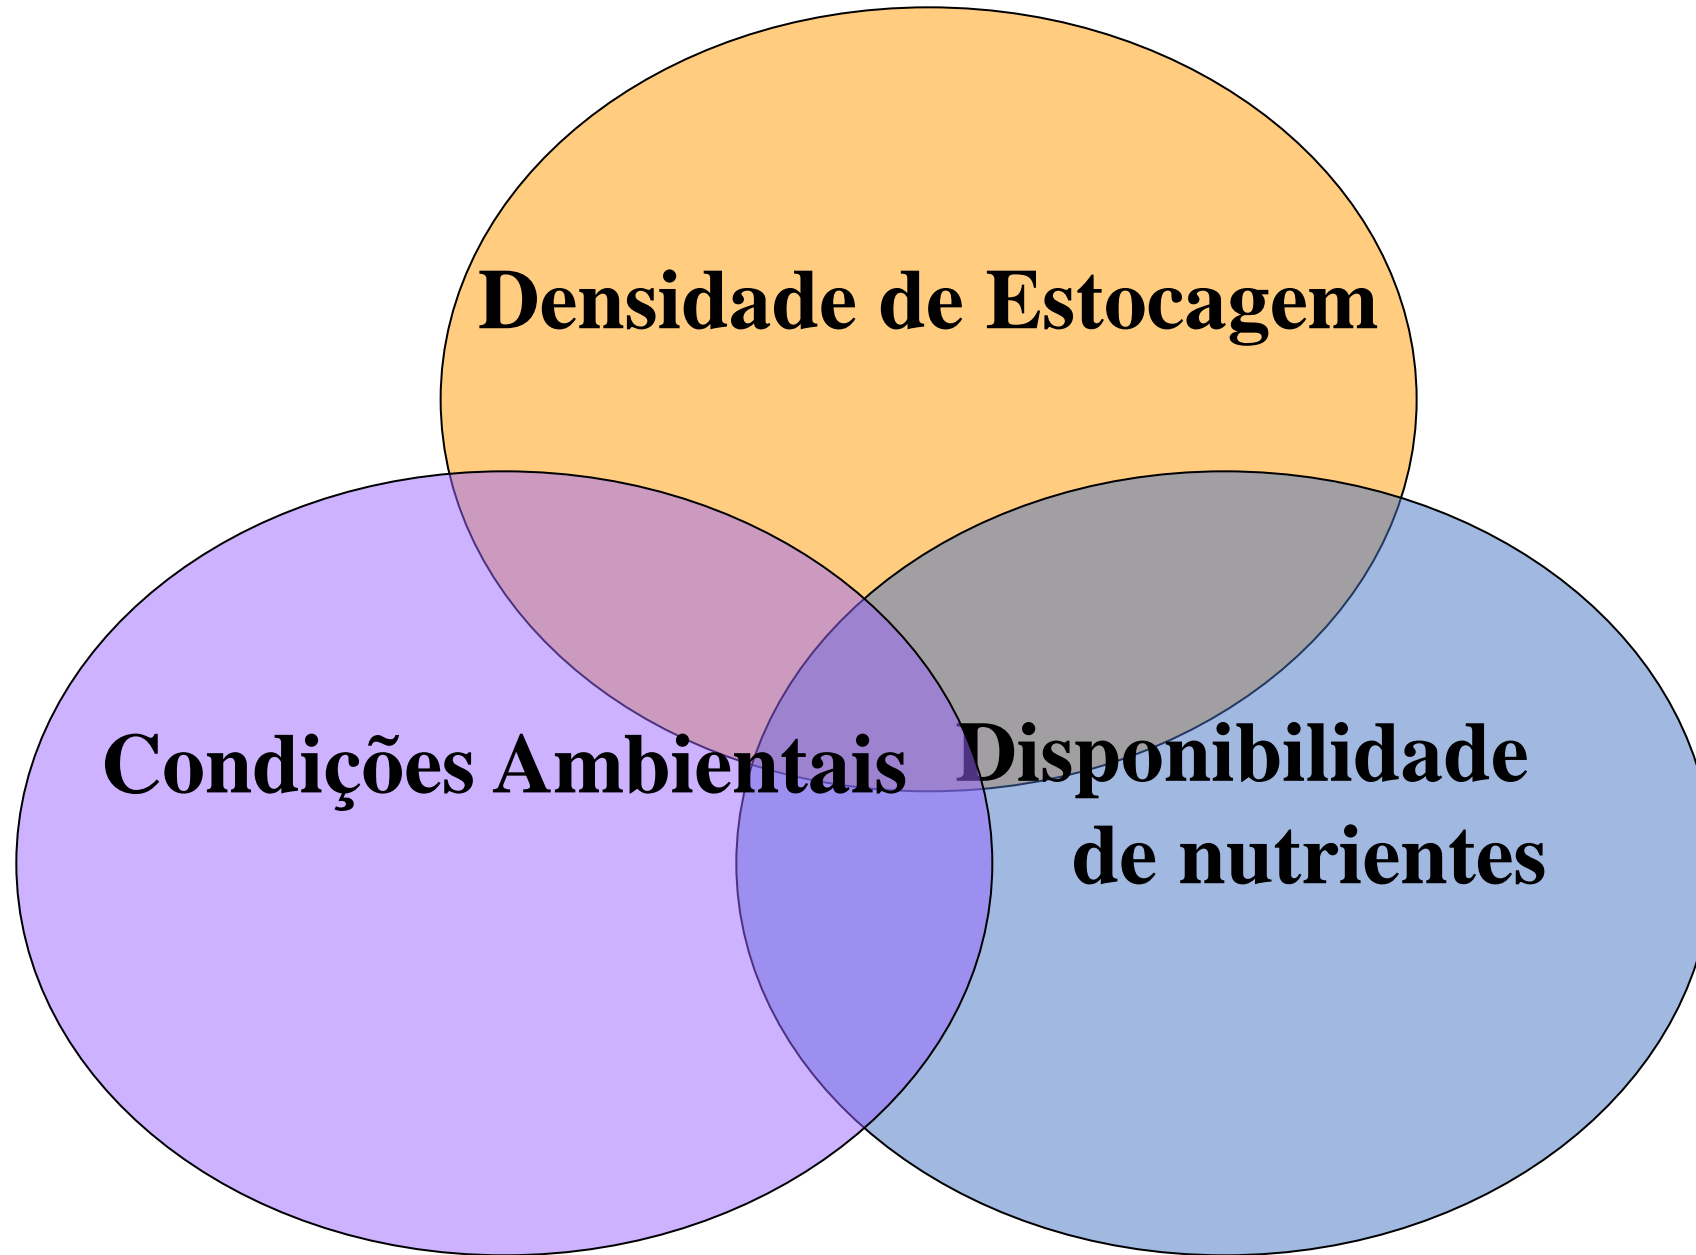 Densidade de Estocagem
Condições Ambientais
Disponibilidade
de nutrientes